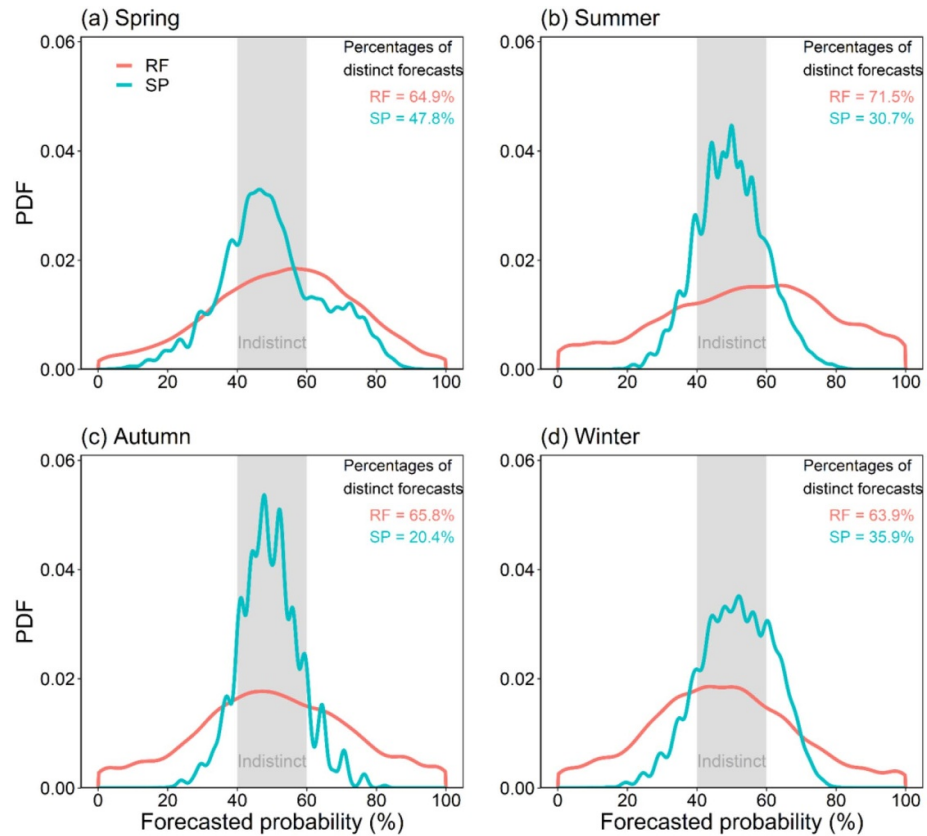 (a) Spring
0.06
0.04
0.02
0.00
PDF
RF
SP
Percentages of
distinct forecasts
RF = 64.9%
SP = 47.8%
Indistinct
0 20 40 60 80 100
(b) Summer
0.06
0.04
0.02
0.00
Percentages of
distinct forecasts
RF = 71.5%
SP = 30.7%
Indistinct
0 20 40 60 80 100
(c) Autumn
0.06
0.04
0.02
0.00
PDF
Percentages of
distinct forecasts
RF = 65.8%
SP = 20.4%
Indistinct
0 20 40 60 80 100
Forecasted probability (%)
(d) Winter
0.06
0.04
0.02
0.00
Percentages of
distinct forecasts
RF = 63.9%
SP = 35.9%
Indistinct
0 20 40 60 80 100
Forecasted probability (%)